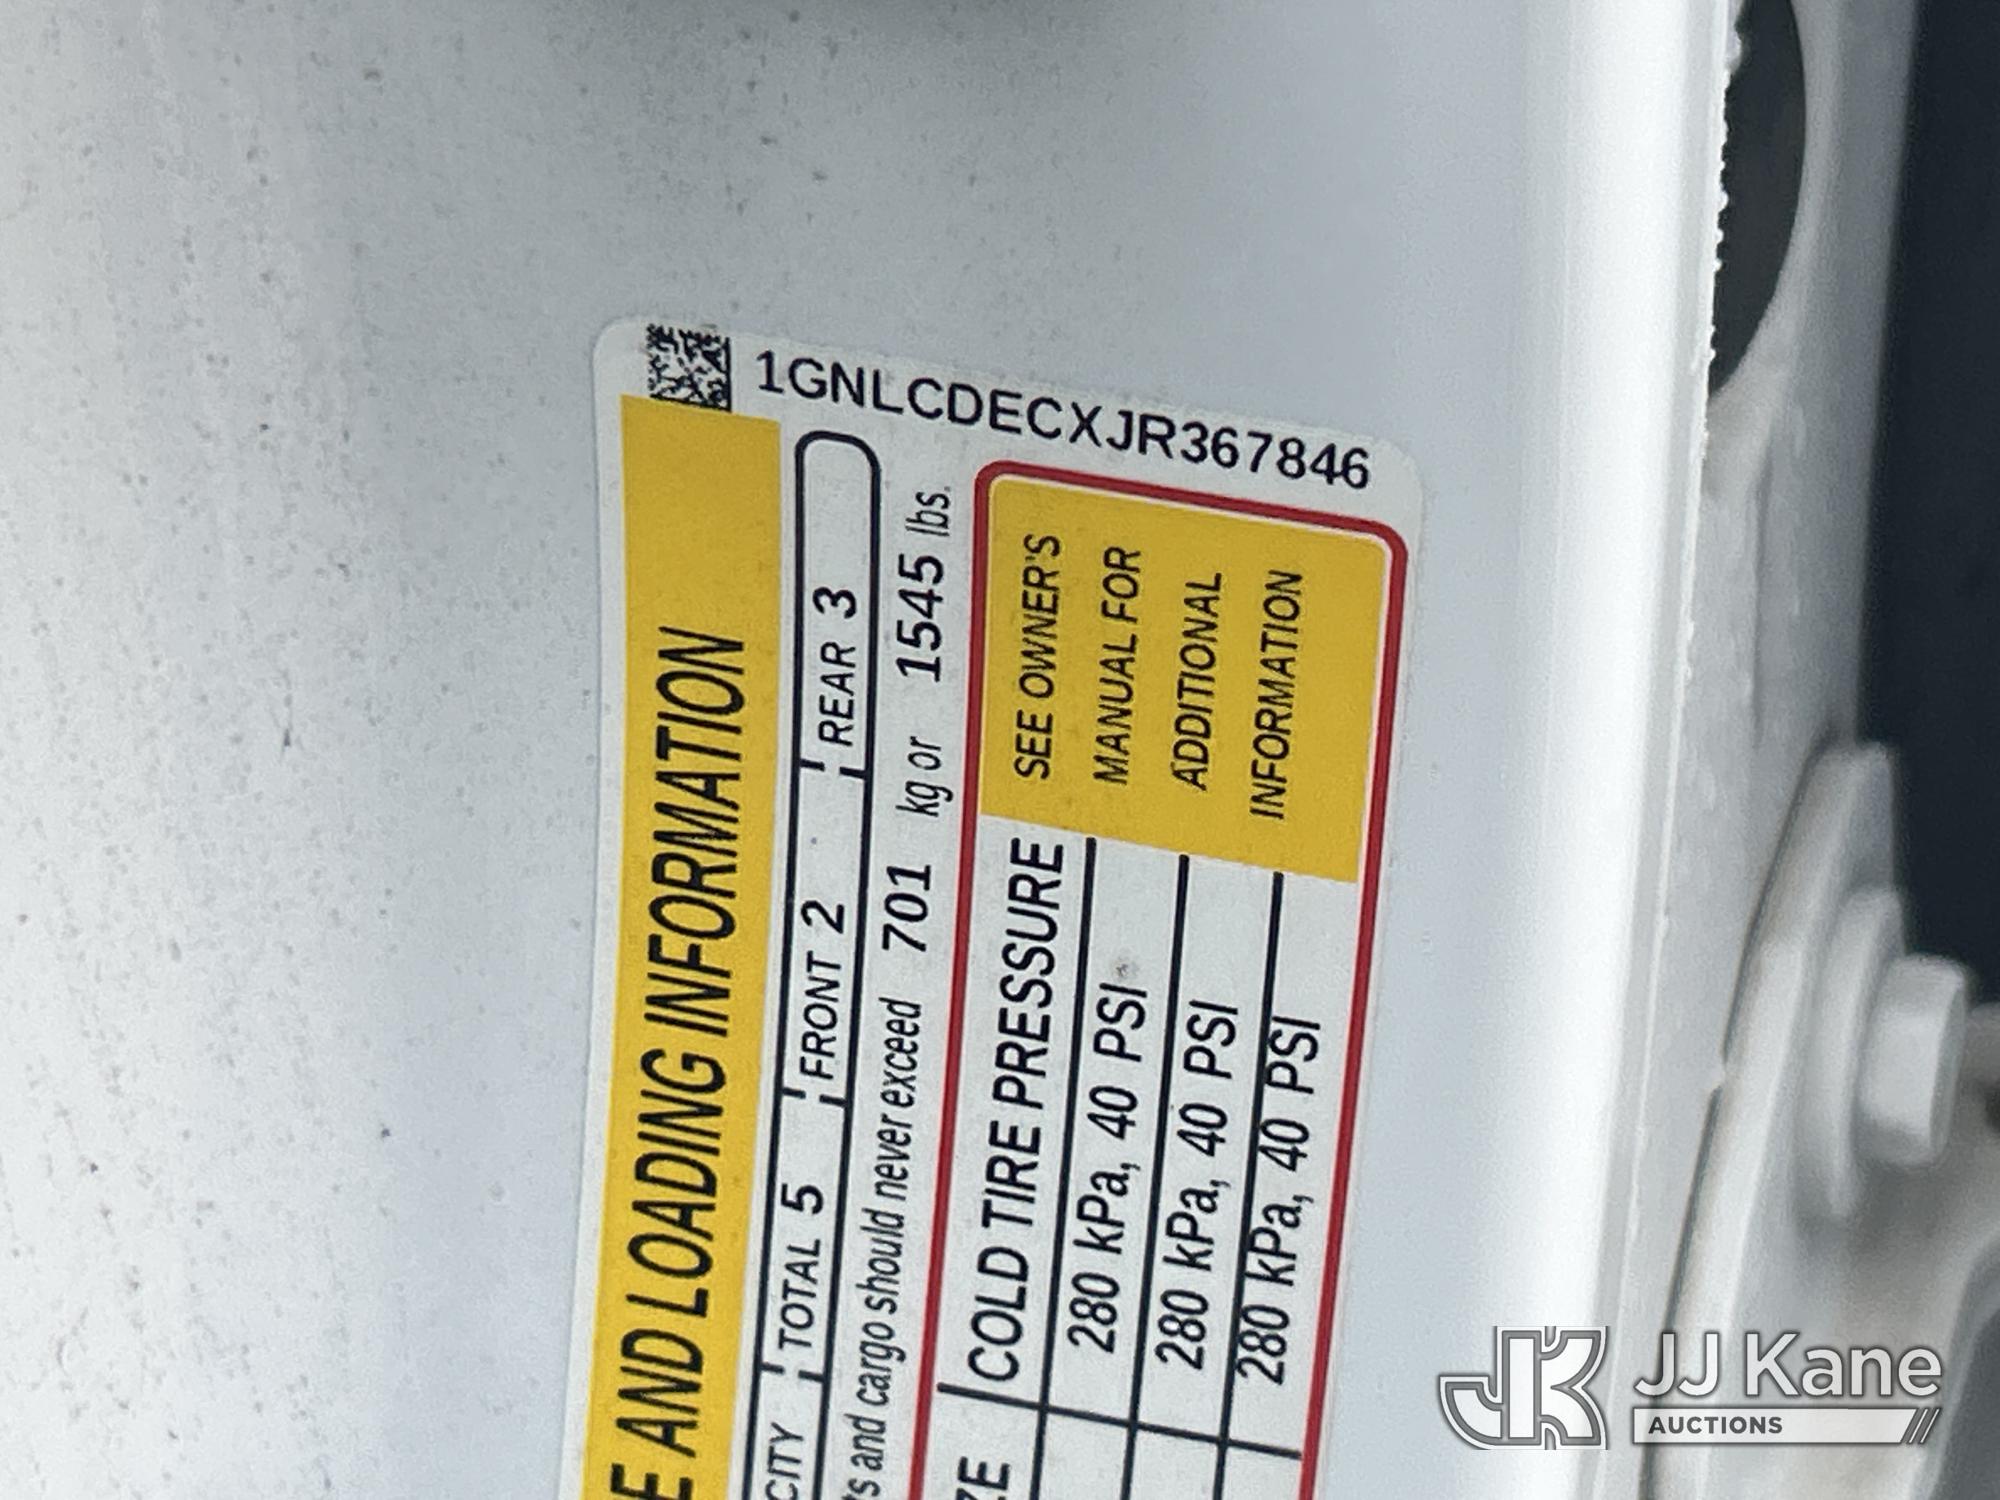 1GNLCDECXJR367846
E AND LOADING INFORMATION
CITY TOTAL 5 FRONT 2 REAR 3
and cargo should never exceed 701 kg or 1545 lbs.
ZE COLD TIRE PRESSURE
280 kPa, 40 PSI
280 kPa, 40 PSI
280 kPa, 40 PSI
SEE OWNER'S
MANUAL FOR
ADDITIONAL
INFORMATION
JK JJ Kane
AUCTIONS